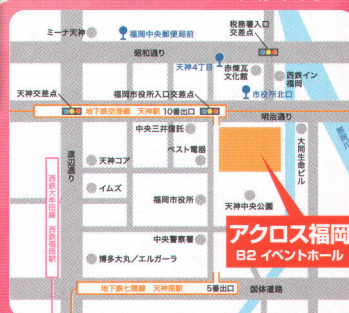 ミーナ天神
福岡中央郵便局前
税務署入口
交差点
昭和通り
天神4丁目
赤煉瓦
文化館
西鉄イン
福岡
市役所北口
天神交差点
福岡市役所入口交差点
地下鉄空港線 天神駅 10番出口
明治通り
中央三井信託
ベスト電器
渡辺通り
天神コア
イムズ
福岡市役所
天神中央公園
大同生命ビル
那珂川
西鉄大牟田線 西鉄福岡駅
アクロス福岡
B2 イベントホール
中央警察署
博多大丸/エルガーラ
地下鉄七隈線 天神南駅 5番出口
国体道路